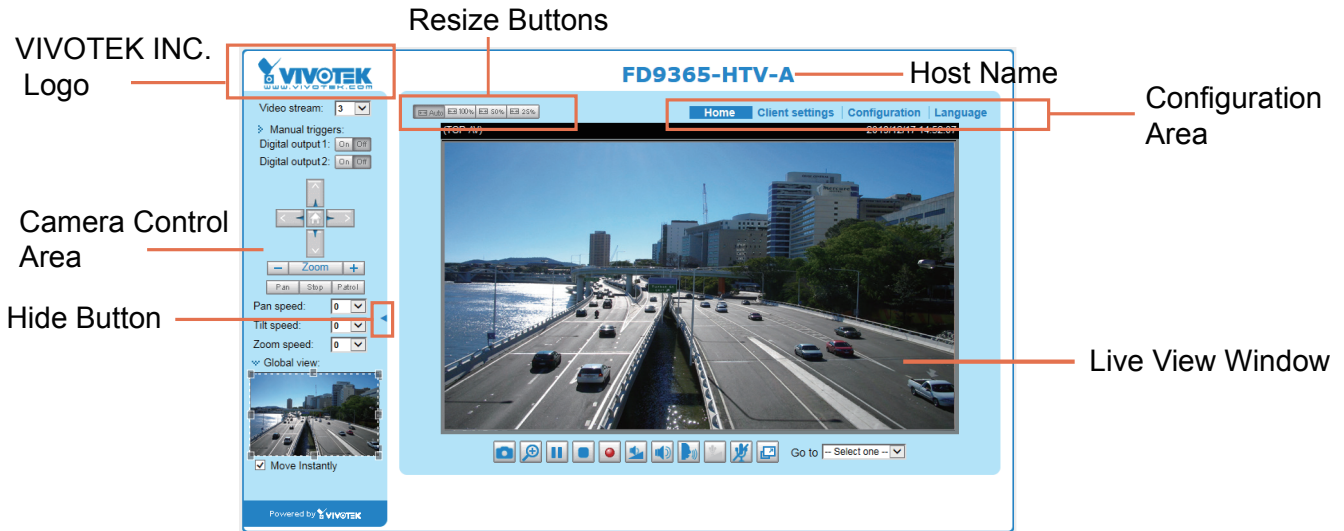 Resize Buttons
VIVOTEK INC.
Logo
VIVOTEK
www.vivotek.com
FD9365-HTV-A
Host Name
Configuration
Area
Video stream: 3
Auto 100% 50% 25%
Home Client settings Configuration Language
Manual triggers:
(TCP-AV) 2019/12/17 14:52:07
Digital output 1: On Off
Digital output 2: On Off
Camera Control
Area
Zoom
Pan Stop Patrol
Hide Button
Pan speed: 0
Tilt speed: 0
Zoom speed: 0
Global view:
Live View Window
Move Instantly
Go to -- Select one --
Powered by VIVOTEK